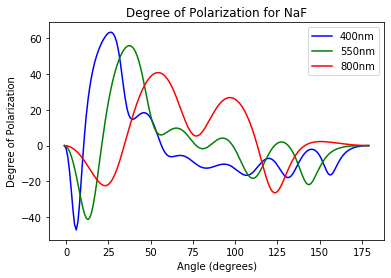 Degree of Polarization for NaF
400nm
550nm
800nm
Degree of Polarization
60
40
20
0
−20
−40
0 25 50 75 100 125 150 175
Angle (degrees)